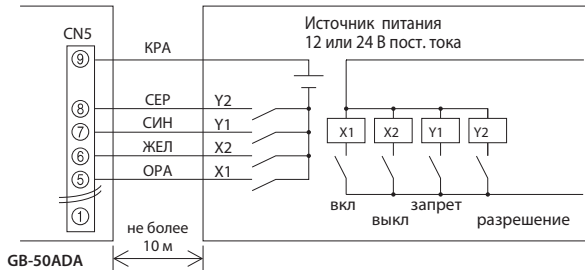 CN5
Источник питания
12 или 24 В пост. тока
9 КРА
8 СЕР Y2
7 СИН Y1
6 ЖЕЛ X2
5 ОРА X1
1
X1 X2 Y1 Y2
вкл запрет
выкл разрешение
не более
10 м
GB-50ADA